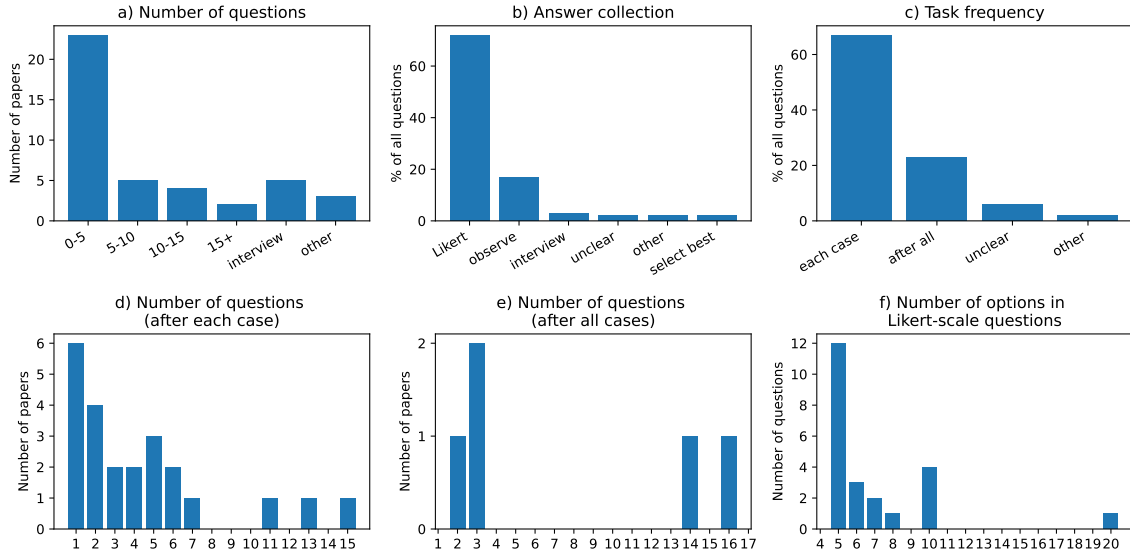 a) Number of questions
Number of papers
20
15
10
5
0
0-5
5-10
10-15
15+
interview
other
b) Answer collection
% of all questions
60
40
20
0
Likert
observe
interview
unclear
other
select best
c) Task frequency
% of all questions
60
40
20
0
each case
after all
unclear
other
d) Number of questions
(after each case)
Number of papers
6
5
4
3
2
1
0
1 2 3 4 5 6 7 8 9 10 11 12 13 14 15
e) Number of questions
(after all cases)
Number of papers
2
1
0
1 2 3 4 5 6 7 8 9 10 11 12 13 14 15 16 17
f) Number of options in
Likert-scale questions
Number of questions
12
10
8
6
4
2
0
4 5 6 7 8 9 10 11 12 13 14 15 16 17 18 19 20